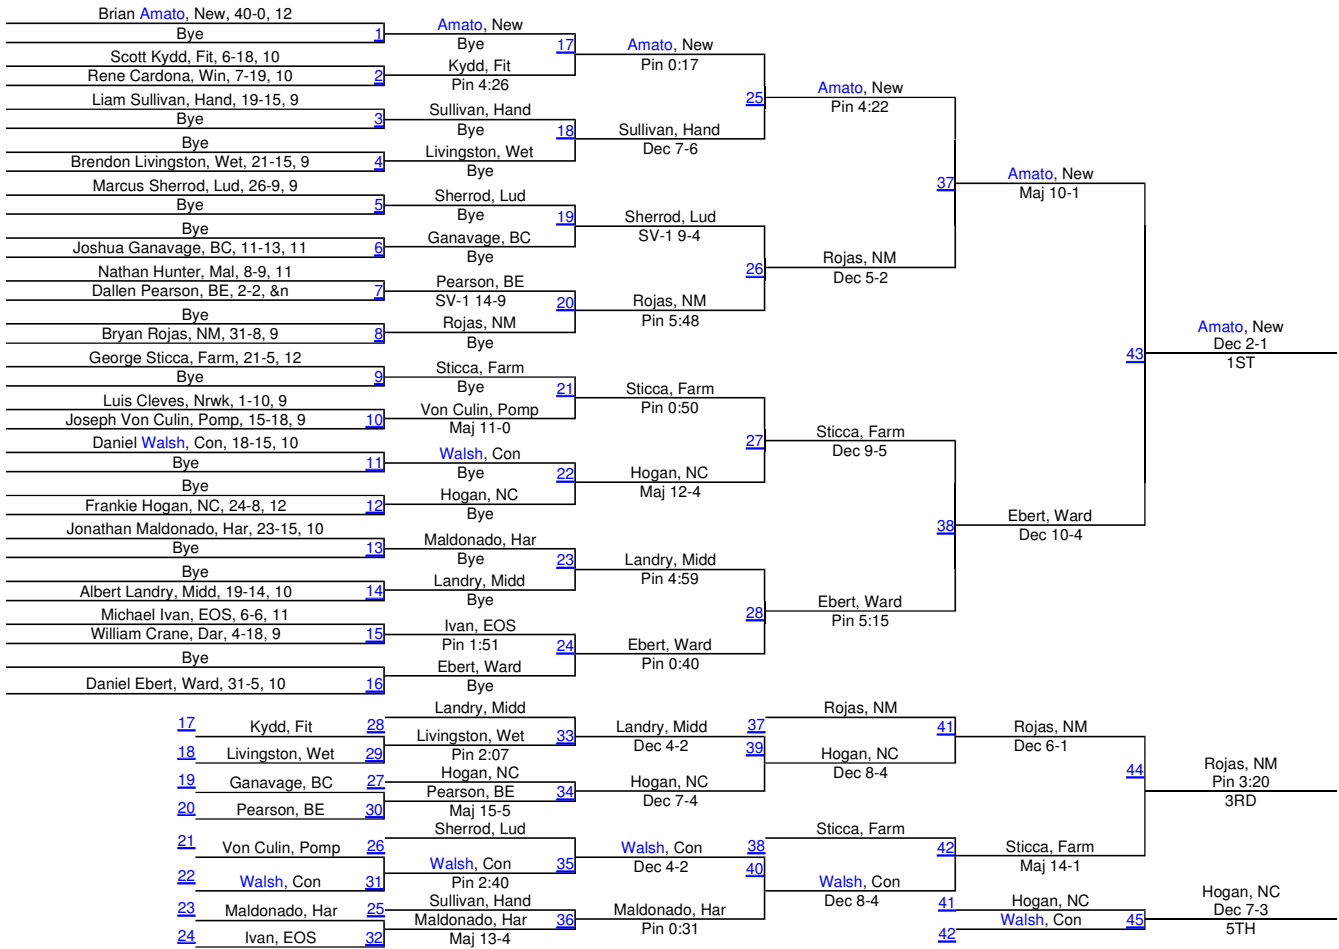 Brian Amato, New, 40-0, 12
Bye
1
Scott Kydd, Fit, 6-18, 10
Rene Cardona, Win, 7-19, 10
2
Liam Sullivan, Hand, 19-15, 9
Bye
3
Bye
Brendon Livingston, Wet, 21-15, 9
4
Marcus Sherrod, Lud, 26-9, 9
Bye
5
Bye
Joshua Ganavage, BC, 11-13, 11
6
Nathan Hunter, Mal, 8-9, 11
Dallen Pearson, BE, 2-2, &n
7
Bye
Bryan Rojas, NM, 31-8, 9
8
George Sticca, Farm, 21-5, 12
Bye
9
Luis Cleves, Nrwk, 1-10, 9
Joseph Von Culin, Pomp, 15-18, 9
10
Daniel Walsh, Con, 18-15, 10
Bye
11
Bye
Frankie Hogan, NC, 24-8, 12
12
Jonathan Maldonado, Har, 23-15, 10
Bye
13
Bye
Albert Landry, Midd, 19-14, 10
14
Michael Ivan, EOS, 6-6, 11
William Crane, Dar, 4-18, 9
15
Bye
Daniel Ebert, Ward, 31-5, 10
16
Amato, New
Bye
17
Kydd, Fit
Pin 4:26
Sullivan, Hand
Bye
18
Livingston, Wet
Bye
Sherrod, Lud
Bye
19
Ganavage, BC
Bye
Pearson, BE
SV-1 14-9
20
Rojas, NM
Bye
Sticca, Farm
Bye
21
Von Culin, Pomp
Maj 11-0
Walsh, Con
Bye
22
Hogan, NC
Bye
Maldonado, Har
Bye
23
Landry, Midd
Bye
Ivan, EOS
Pin 1:51
24
Ebert, Ward
Bye
Amato, New
Pin 0:17
25
Sullivan, Hand
Dec 7-6
Sherrod, Lud
SV-1 9-4
26
Rojas, NM
Pin 5:48
Sticca, Farm
Pin 0:50
27
Hogan, NC
Maj 12-4
Landry, Midd
Pin 4:59
28
Ebert, Ward
Pin 0:40
Amato, New
Pin 4:22
37
Rojas, NM
Dec 5-2
Sticca, Farm
Dec 9-5
38
Ebert, Ward
Pin 5:15
Amato, New
Maj 10-1
43
Ebert, Ward
Dec 10-4
Amato, New
Dec 2-1
1ST
17
Kydd, Fit
18
Livingston, Wet
19
Ganavage, BC
20
Pearson, BE
21
Von Culin, Pomp
22
Walsh, Con
23
Maldonado, Har
24
Ivan, EOS
28
Landry, Midd
29
Livingston, Wet
Pin 2:07
33
27
Hogan, NC
30
Pearson, BE
Maj 15-5
34
26
Sherrod, Lud
31
Walsh, Con
Pin 2:40
35
25
Sullivan, Hand
32
Maldonado, Har
Maj 13-4
36
Landry, Midd
Dec 4-2
39
Hogan, NC
Dec 7-4
Walsh, Con
Dec 4-2
40
Maldonado, Har
Pin 0:31
37
Rojas, NM
41
Hogan, NC
Dec 8-4
38
Sticca, Farm
42
Walsh, Con
Dec 8-4
Rojas, NM
Dec 6-1
44
Sticca, Farm
Maj 14-1
Rojas, NM
Pin 3:20
3RD
41
Hogan, NC
42
Walsh, Con
45
Hogan, NC
Dec 7-3
5TH